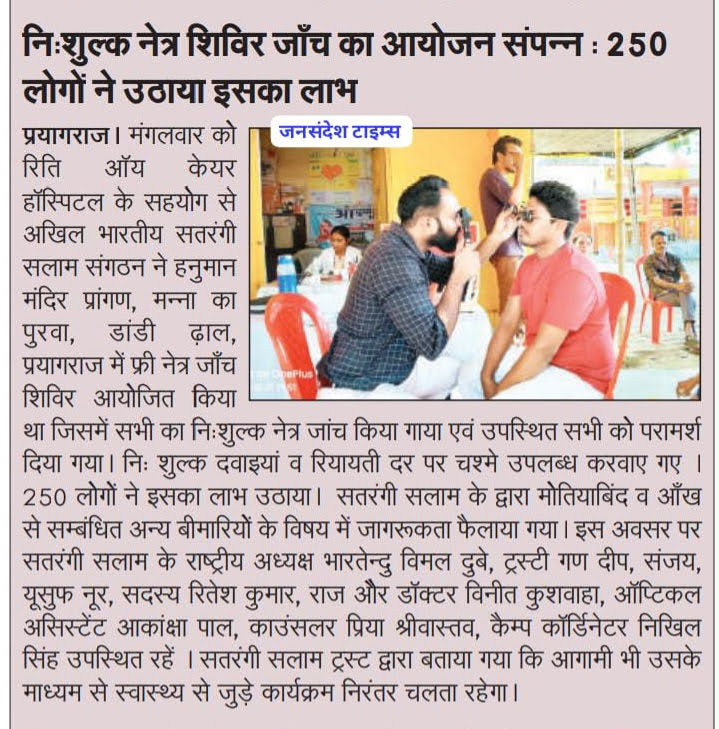 निःशुल्क नेत्र शिविर जाँच का आयोजन संपन्न : 250
लोगों ने उठाया इसका लाभ
जनसंदेश टाइम्स
प्रयागराज। मंगलवार को
रिति ऑय केयर
हॉस्पिटल के सहयोग से
अखिल भारतीय सतरंगी
सलाम संगठन ने हनुमान
मंदिर प्रांगण, मन्ना का
पुरवा, डांडी ढ़ाल,
प्रयागराज में फ्री नेत्र जाँच
शिविर आयोजित किया
था जिसमें सभी का निःशुल्क नेत्र जांच किया गया एवं उपस्थित सभी को परामर्श
दिया गया। निः शुल्क दवाइयां व रियायती दर पर चश्मे उपलब्ध करवाए गए ।
250 लोगों ने इसका लाभ उठाया। सतरंगी सलाम के द्वारा मोतियाबिंद व आँख
से सम्बंधित अन्य बीमारियों के विषय में जागरूकता फैलाया गया। इस अवसर पर
सतरंगी सलाम के राष्ट्रीय अध्यक्ष भारतेन्दु विमल दुबे, ट्रस्टी गण दीप, संजय,
यूसुफ नूर, सदस्य रितेश कुमार, राज और डॉक्टर विनीत कुशवाहा, ऑप्टिकल
असिस्टेंट आकांक्षा पाल, काउंसलर प्रिया श्रीवास्तव, कैम्प कॉर्डिनेटर निखिल
सिंह उपस्थित रहें । सतरंगी सलाम ट्रस्ट द्वारा बताया गया कि आगामी भी उसके
माध्यम से स्वास्थ्य से जुड़े कार्यक्रम निरंतर चलता रहेगा।